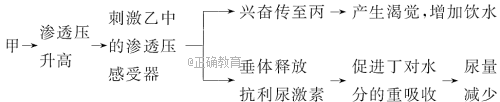 甲→渗透压升高→刺激乙中的渗透压感受器
→兴奋传至丙→产生渴觉,增加饮水
→垂体释放抗利尿激素→促进丁对水分的重吸收→尿量减少
@正确教育